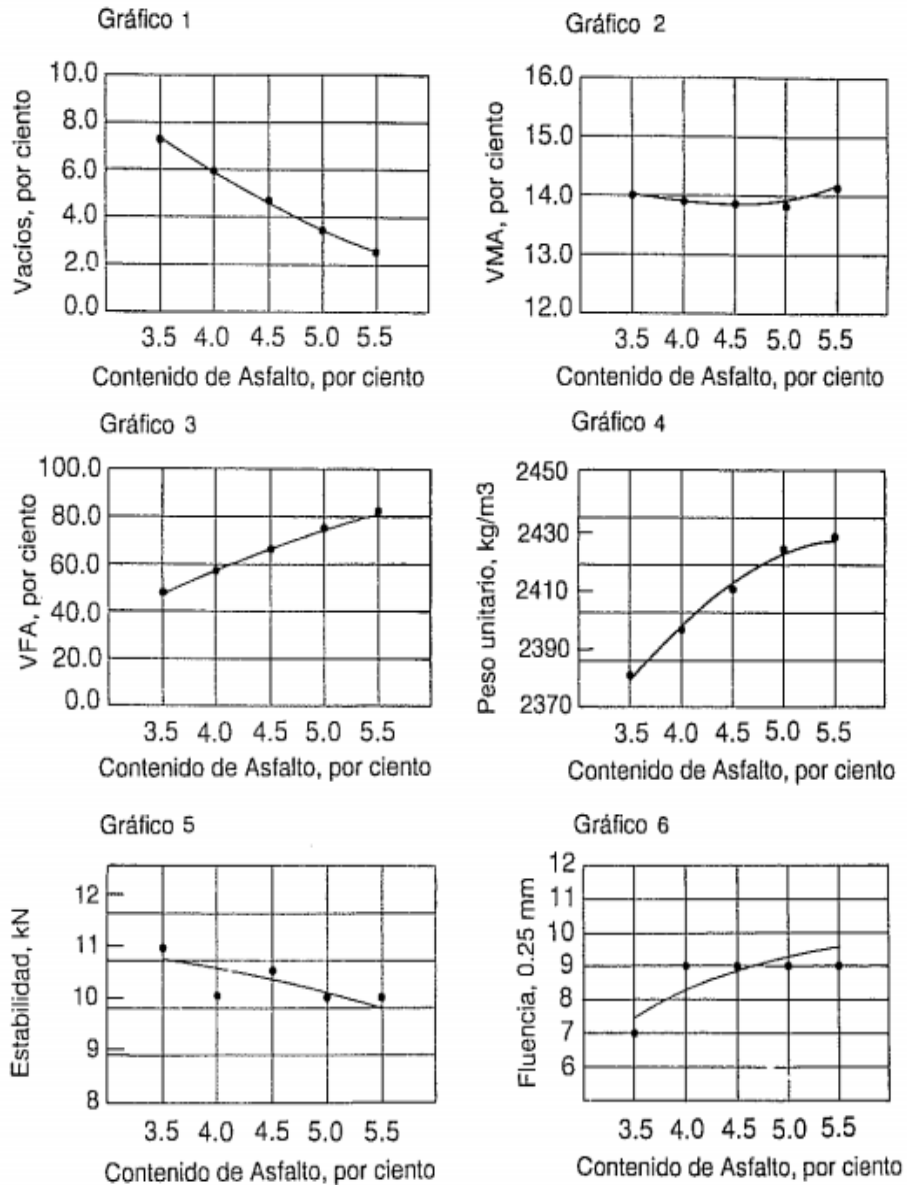 Gráfico 1
Vacíos, por ciento
10.0
8.0
6.0
4.0
2.0
0.0
3.5 4.0 4.5 5.0 5.5
Contenido de Asfalto, por ciento
Gráfico 2
VMA, por ciento
16.0
15.0
14.0
13.0
12.0
3.5 4.0 4.5 5.0 5.5
Contenido de Asfalto, por ciento
Gráfico 3
VFA, por ciento
100.0
80.0
60.0
40.0
20.0
0.0
3.5 4.0 4.5 5.0 5.5
Contenido de Asfalto, por ciento
Gráfico 4
Peso unitario, kg/m3
2450
2430
2410
2390
2370
3.5 4.0 4.5 5.0 5.5
Contenido de Asfalto, por ciento
Gráfico 5
Estabilidad, kN
12
11
10
9
8
3.5 4.0 4.5 5.0 5.5
Contenido de Asfalto, por ciento
Gráfico 6
Fluencia, 0.25 mm
12
11
10
9
8
7
6
3.5 4.0 4.5 5.0 5.5
Contenido de Asfalto, por ciento